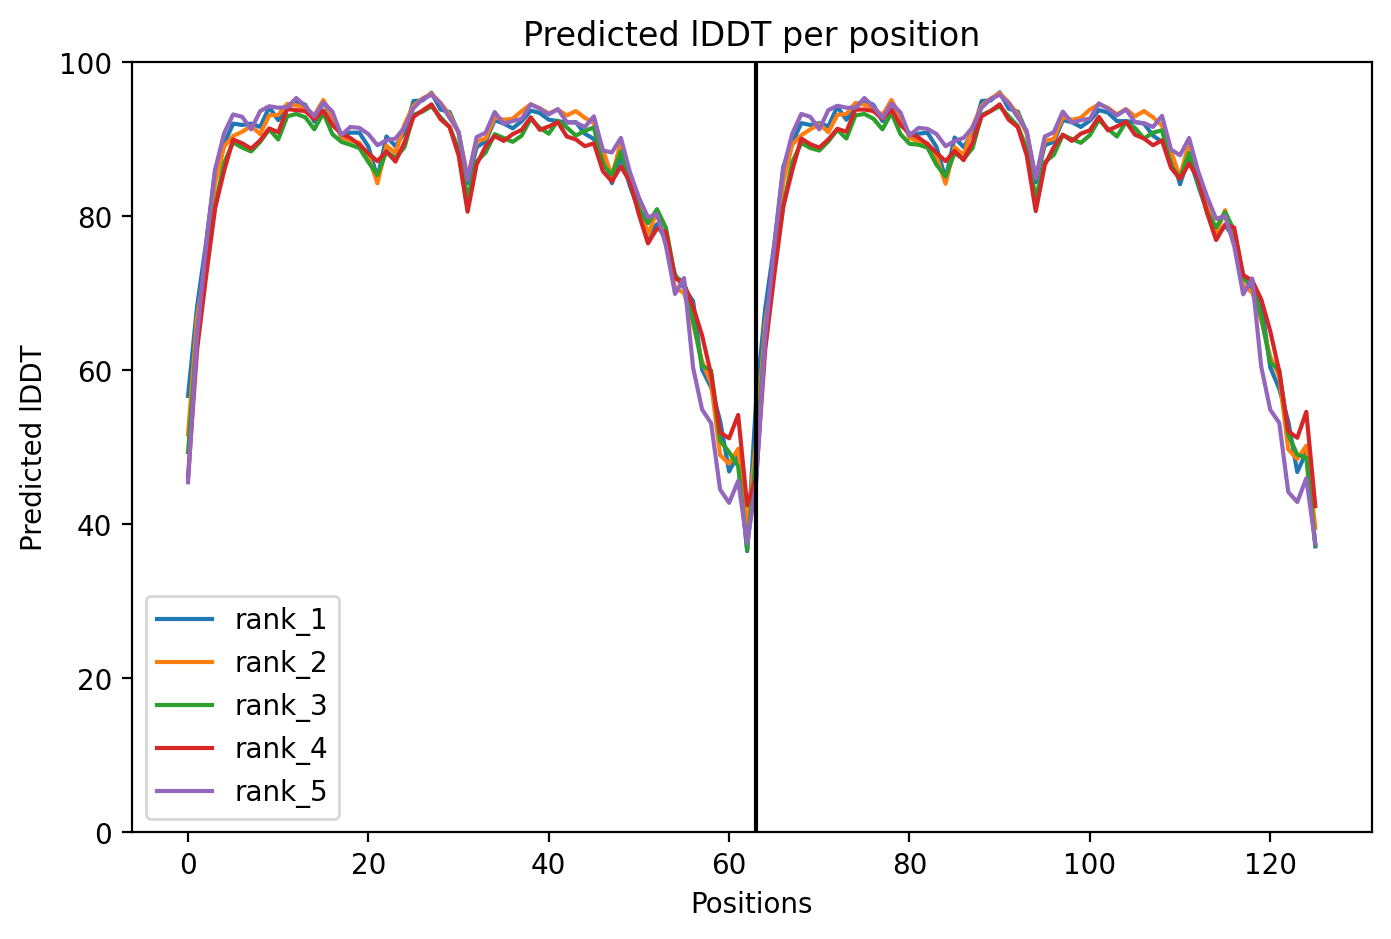 Predicted lDDT per position
100
80
60
40
20
0
Predicted lDDT
rank_1
rank_2
rank_3
rank_4
rank_5
0 20 40 60 80 100 120
Positions